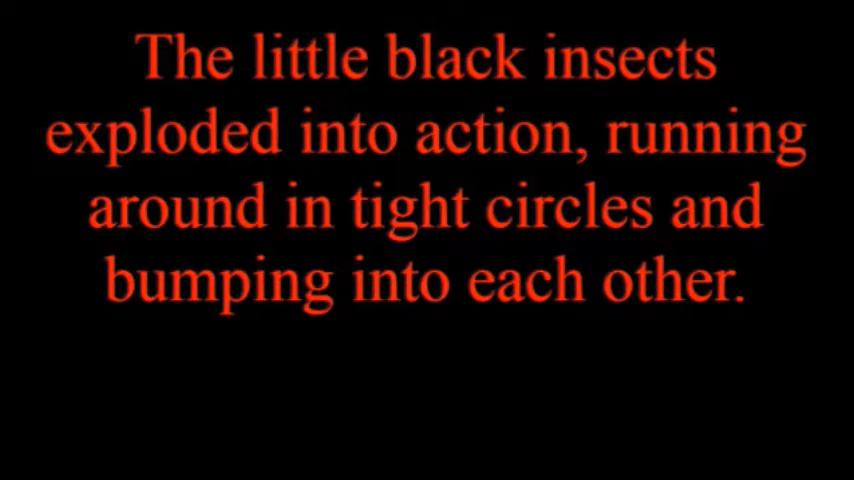 The little black insects
exploded into action, running
around in tight circles and
bumping into each other.